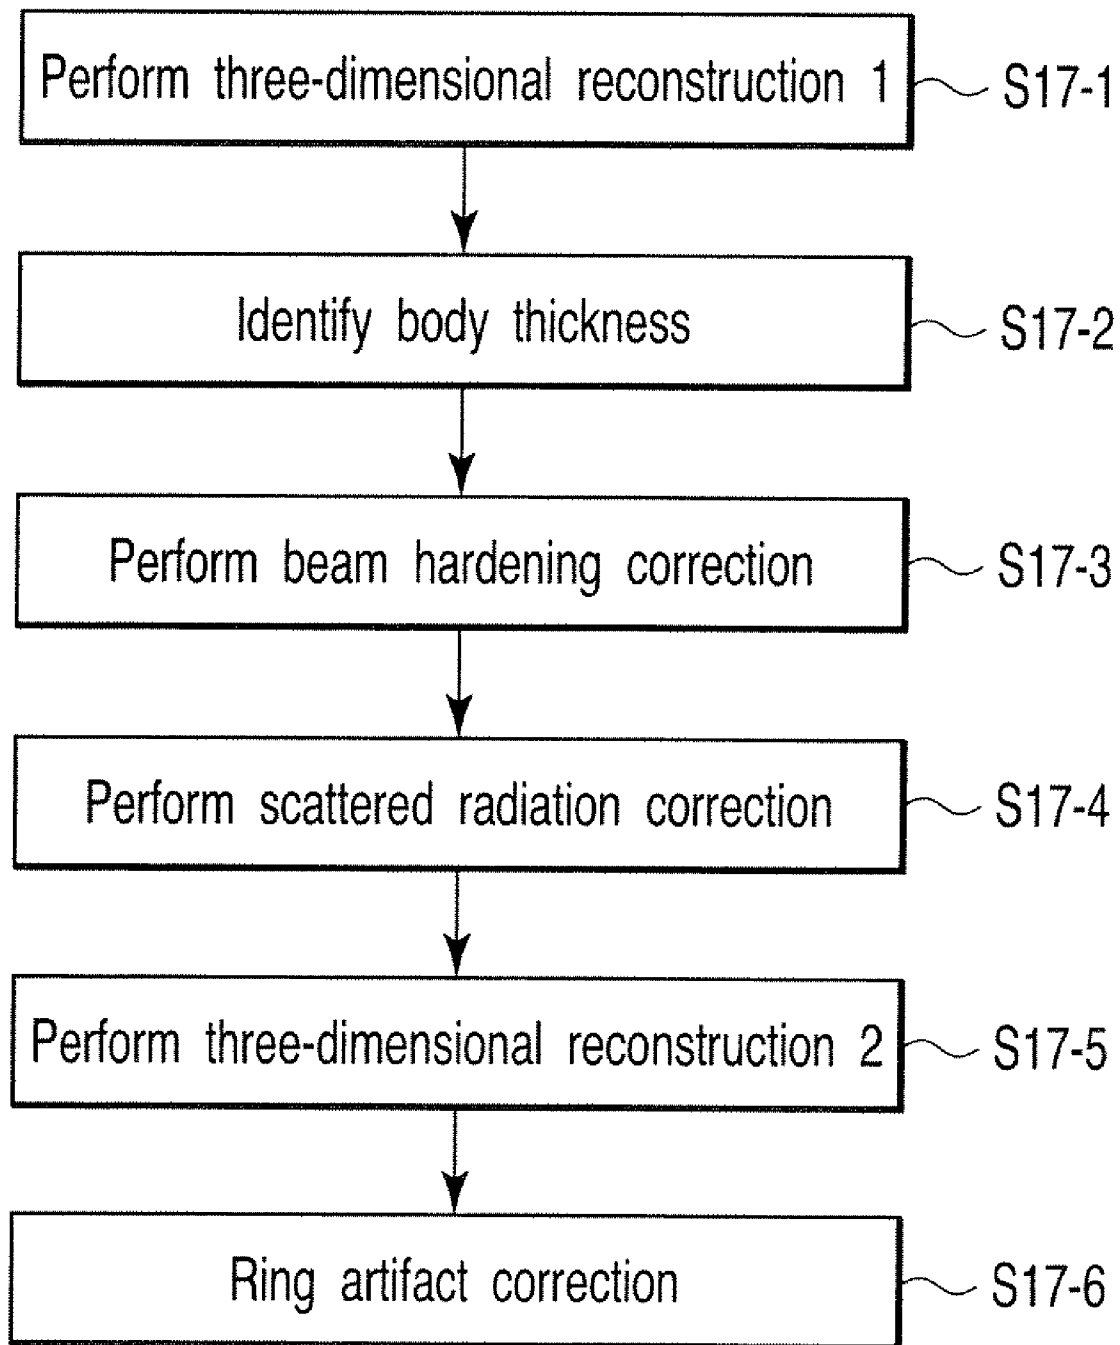 Perform three-dimensional reconstruction 1 S17-1
Identify body thickness S17-2
Perform beam hardening correction S17-3
Perform scattered radiation correction S17-4
Perform three-dimensional reconstruction 2 S17-5
Ring artifact correction S17-6